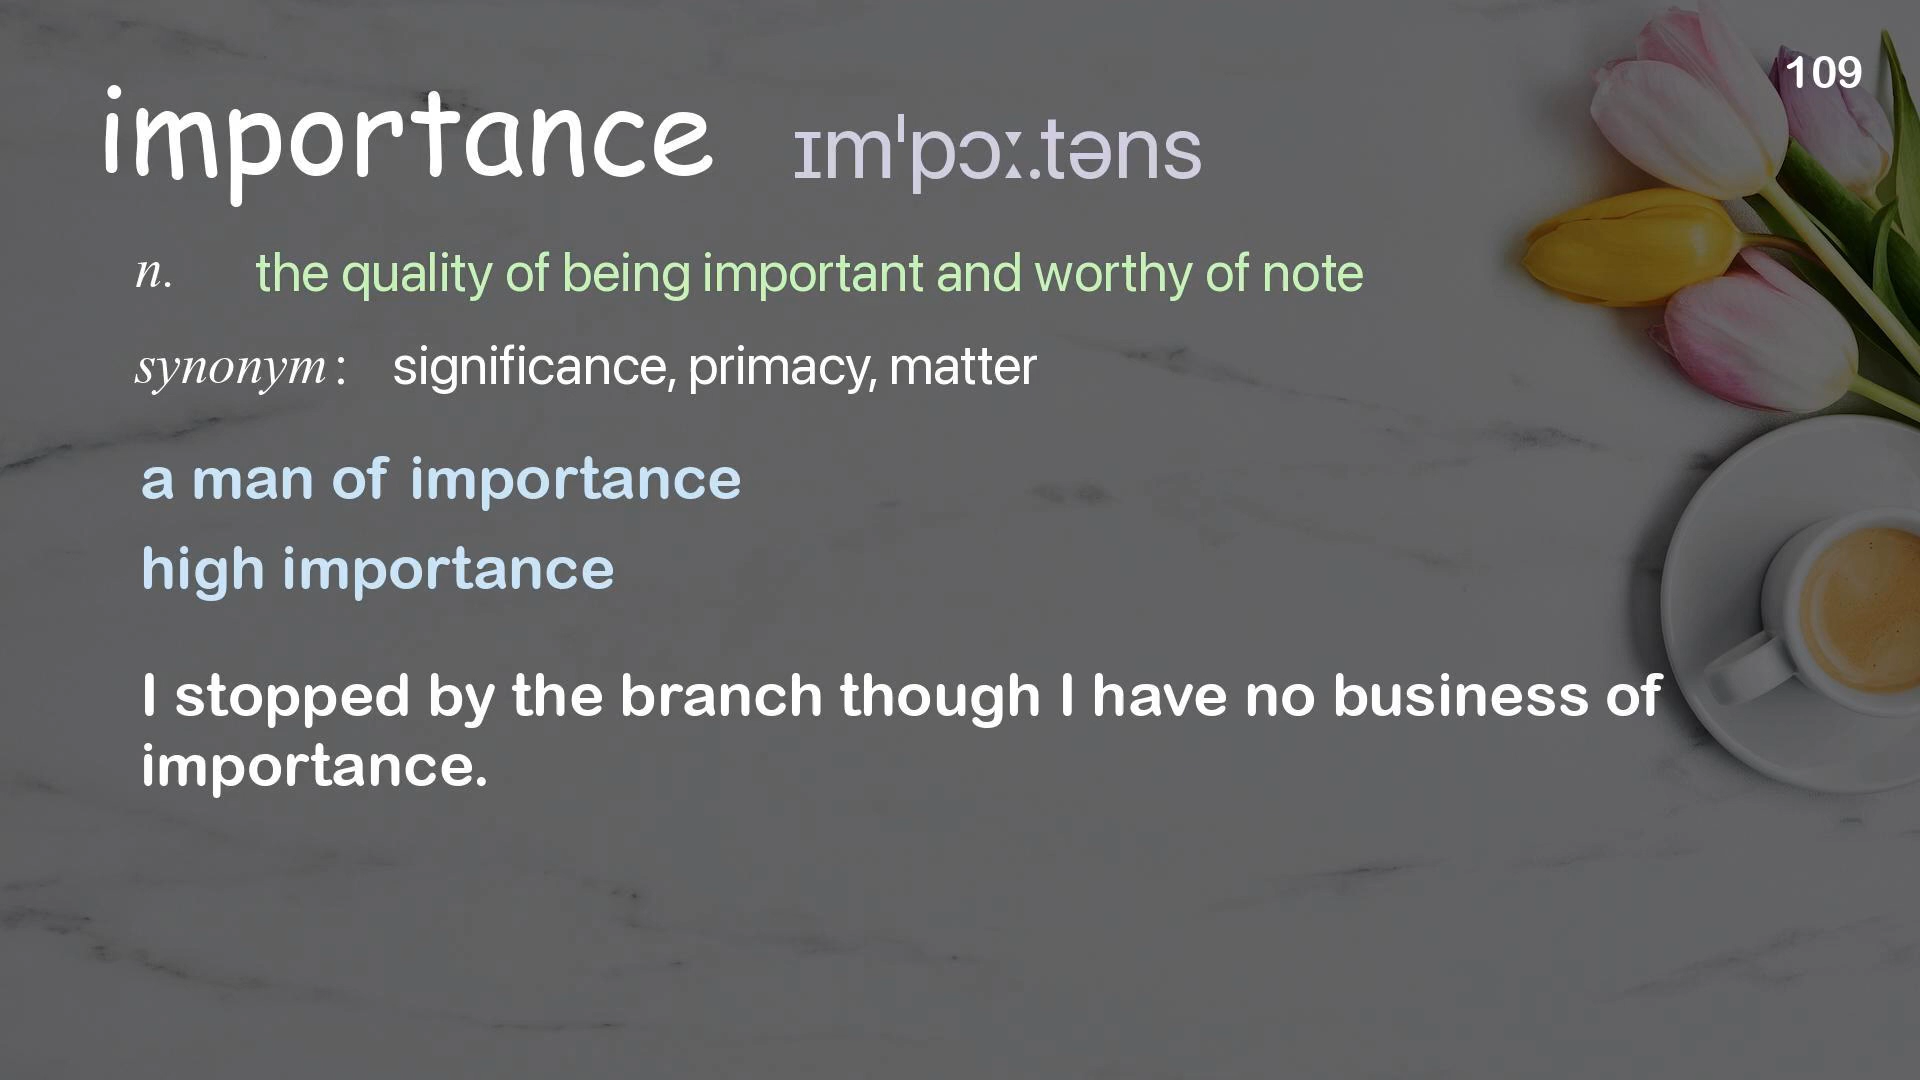 109
importance ɪmˈpɔː.təns
n. the quality of being important and worthy of note
synonym : significance, primacy, matter
a man of importance
high importance
I stopped by the branch though I have no business of
importance.